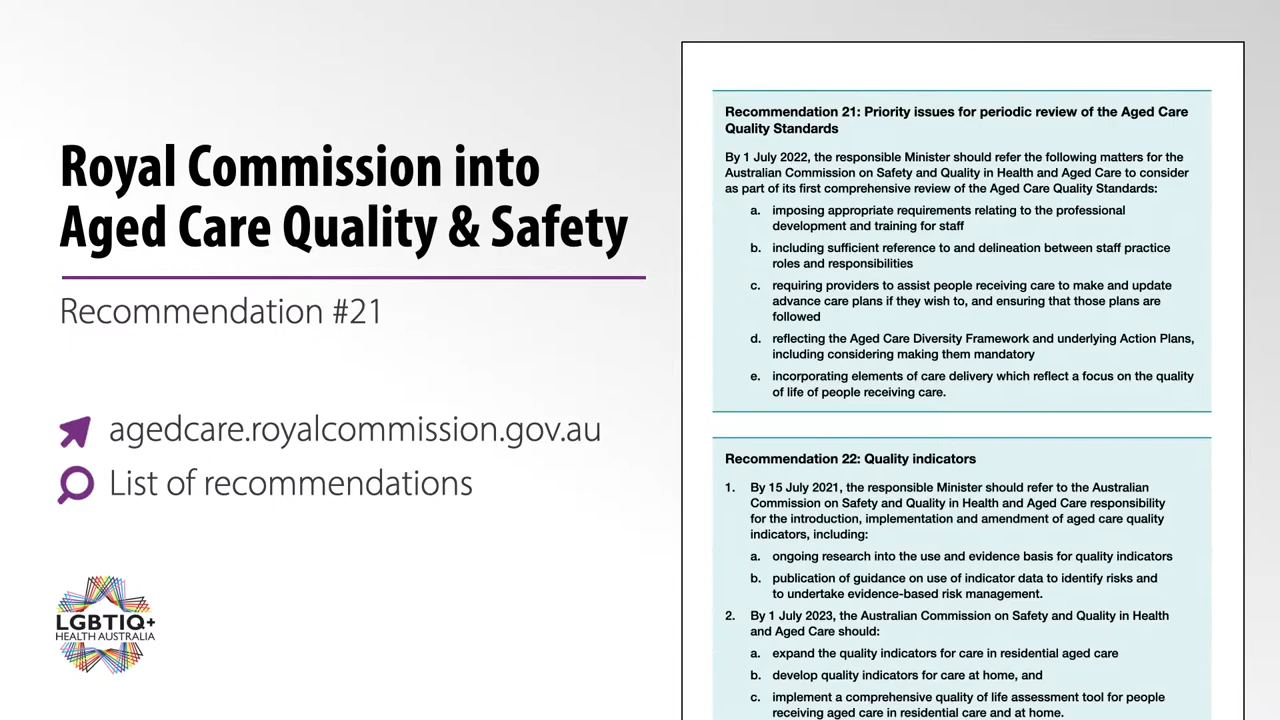 Royal Commission into
Aged Care Quality & Safety
Recommendation #21
agedcare.royalcommission.gov.au
List of recommendations
LGBTIQ+
HEALTH AUSTRALIA
Recommendation 21: Priority issues for periodic review of the Aged Care
Quality Standards
By 1 July 2022, the responsible Minister should refer the following matters for the
Australian Commission on Safety and Quality in Health and Aged Care to consider
as part of its first comprehensive review of the Aged Care Quality Standards:
a. imposing appropriate requirements relating to the professional
development and training for staff
b. including sufficient reference to and delineation between staff practice
roles and responsibilities
c. requiring providers to assist people receiving care to make and update
advance care plans if they wish to, and ensuring that those plans are
followed
d. reflecting the Aged Care Diversity Framework and underlying Action Plans,
including considering making them mandatory
e. incorporating elements of care delivery which reflect a focus on the quality
of life of people receiving care.
Recommendation 22: Quality indicators
1. By 15 July 2021, the responsible Minister should refer to the Australian
Commission on Safety and Quality in Health and Aged Care responsibility
for the introduction, implementation and amendment of aged care quality
indicators, including:
a. ongoing research into the use and evidence basis for quality indicators
b. publication of guidance on use of indicator data to identify risks and
to undertake evidence-based risk management.
2. By 1 July 2023, the Australian Commission on Safety and Quality in Health
and Aged Care should:
a. expand the quality indicators for care in residential aged care
b. develop quality indicators for care at home, and
c. implement a comprehensive quality of life assessment tool for people
receiving aged care in residential care and at home.